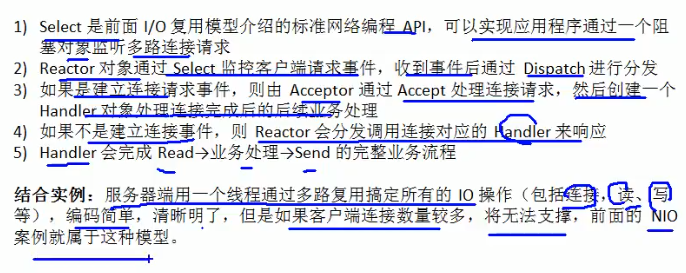 1) Select 是前面 I/O 复用模型介绍的标准网络编程 API，可以实现应用程序通过一个阻
塞对象监听多路连接请求
2) Reactor 对象通过 Select 监控客户端请求事件，收到事件后通过 Dispatch 进行分发
3) 如果是建立连接请求事件，则由 Acceptor 通过 Accept 处理连接请求，然后创建一个
Handler 对象处理连接完成后的后续业务处理
4) 如果不是建立连接事件，则 Reactor 会分发调用连接对应的 Handler 来响应
5) Handler 会完成 Read→业务处理→Send 的完整业务流程
结合实例：服务器端用一个线程通过多路复用搞定所有的 IO 操作（包括连接，读、写
等），编码简单，清晰明了，但是如果客户端连接数量较多，将无法支撑，前面的 NIO
案例就属于这种模型。